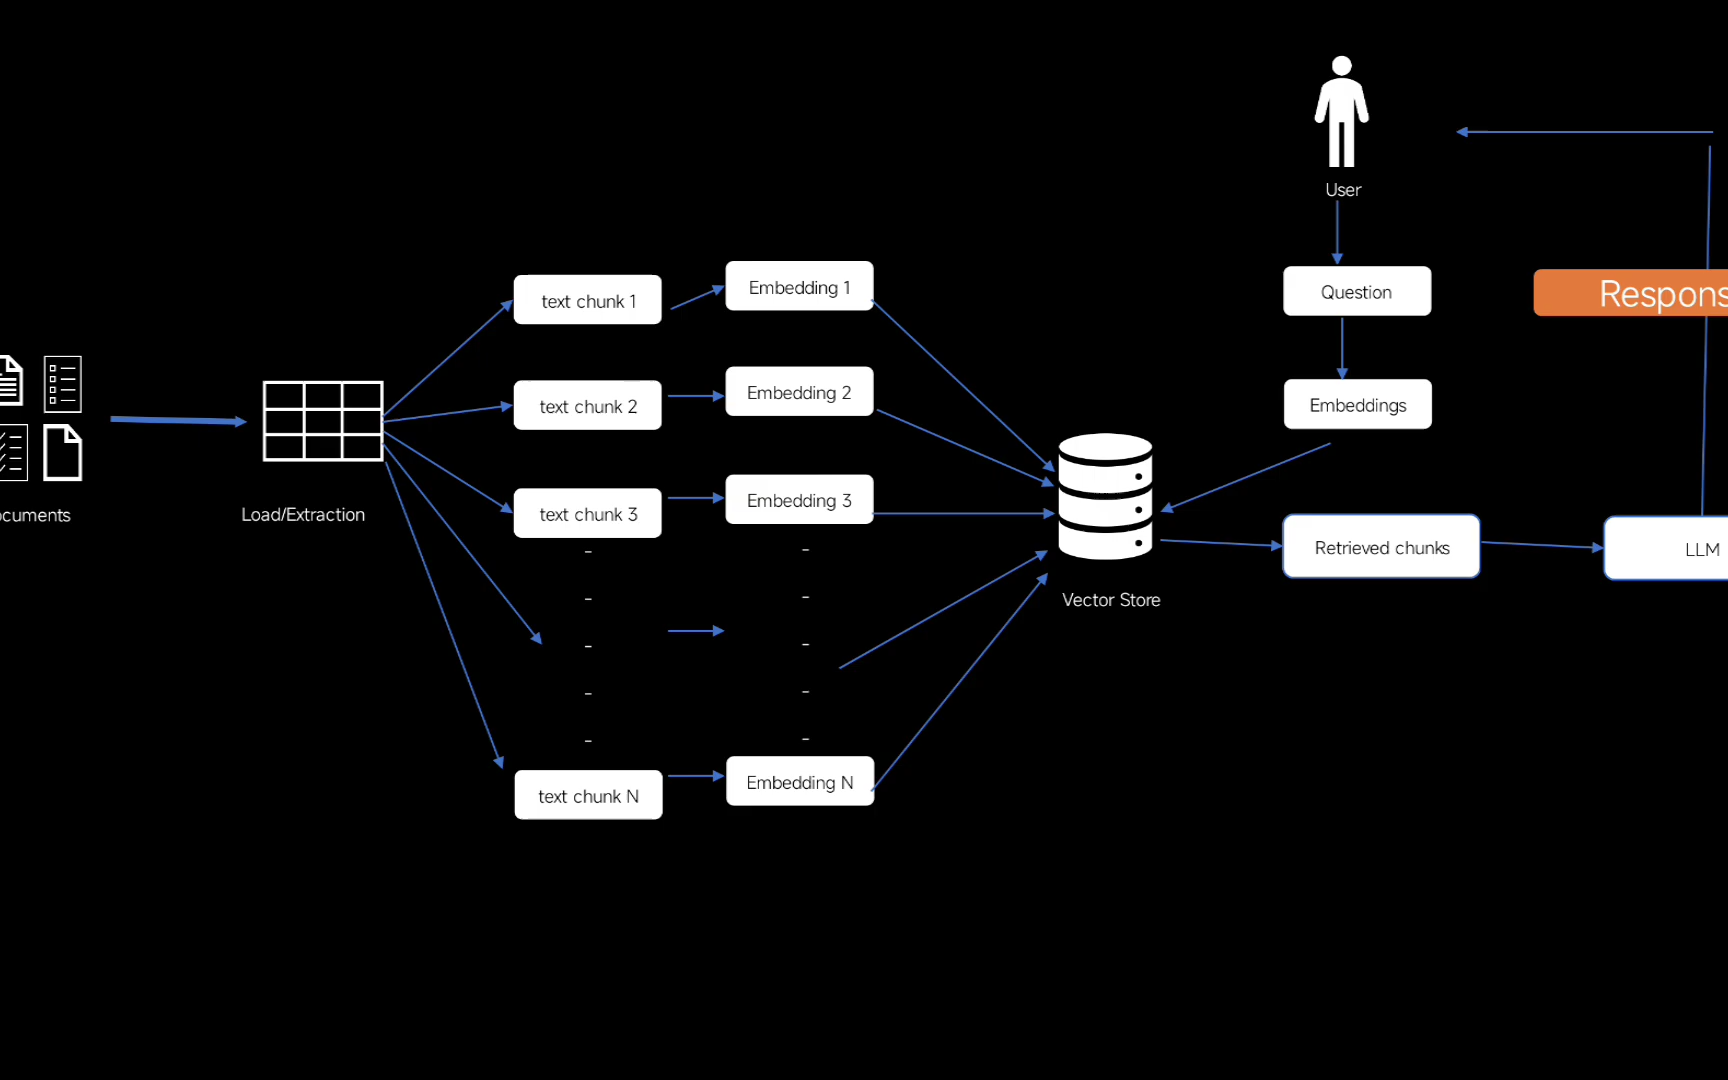 User
Question
Respons
Embeddings
text chunk 1
Embedding 1
text chunk 2
Embedding 2
text chunk 3
Embedding 3
-
-
-
-
-
-
-
-
-
-
text chunk N
Embedding N
ocuments
Load/Extraction
Vector Store
Retrieved chunks
LLM